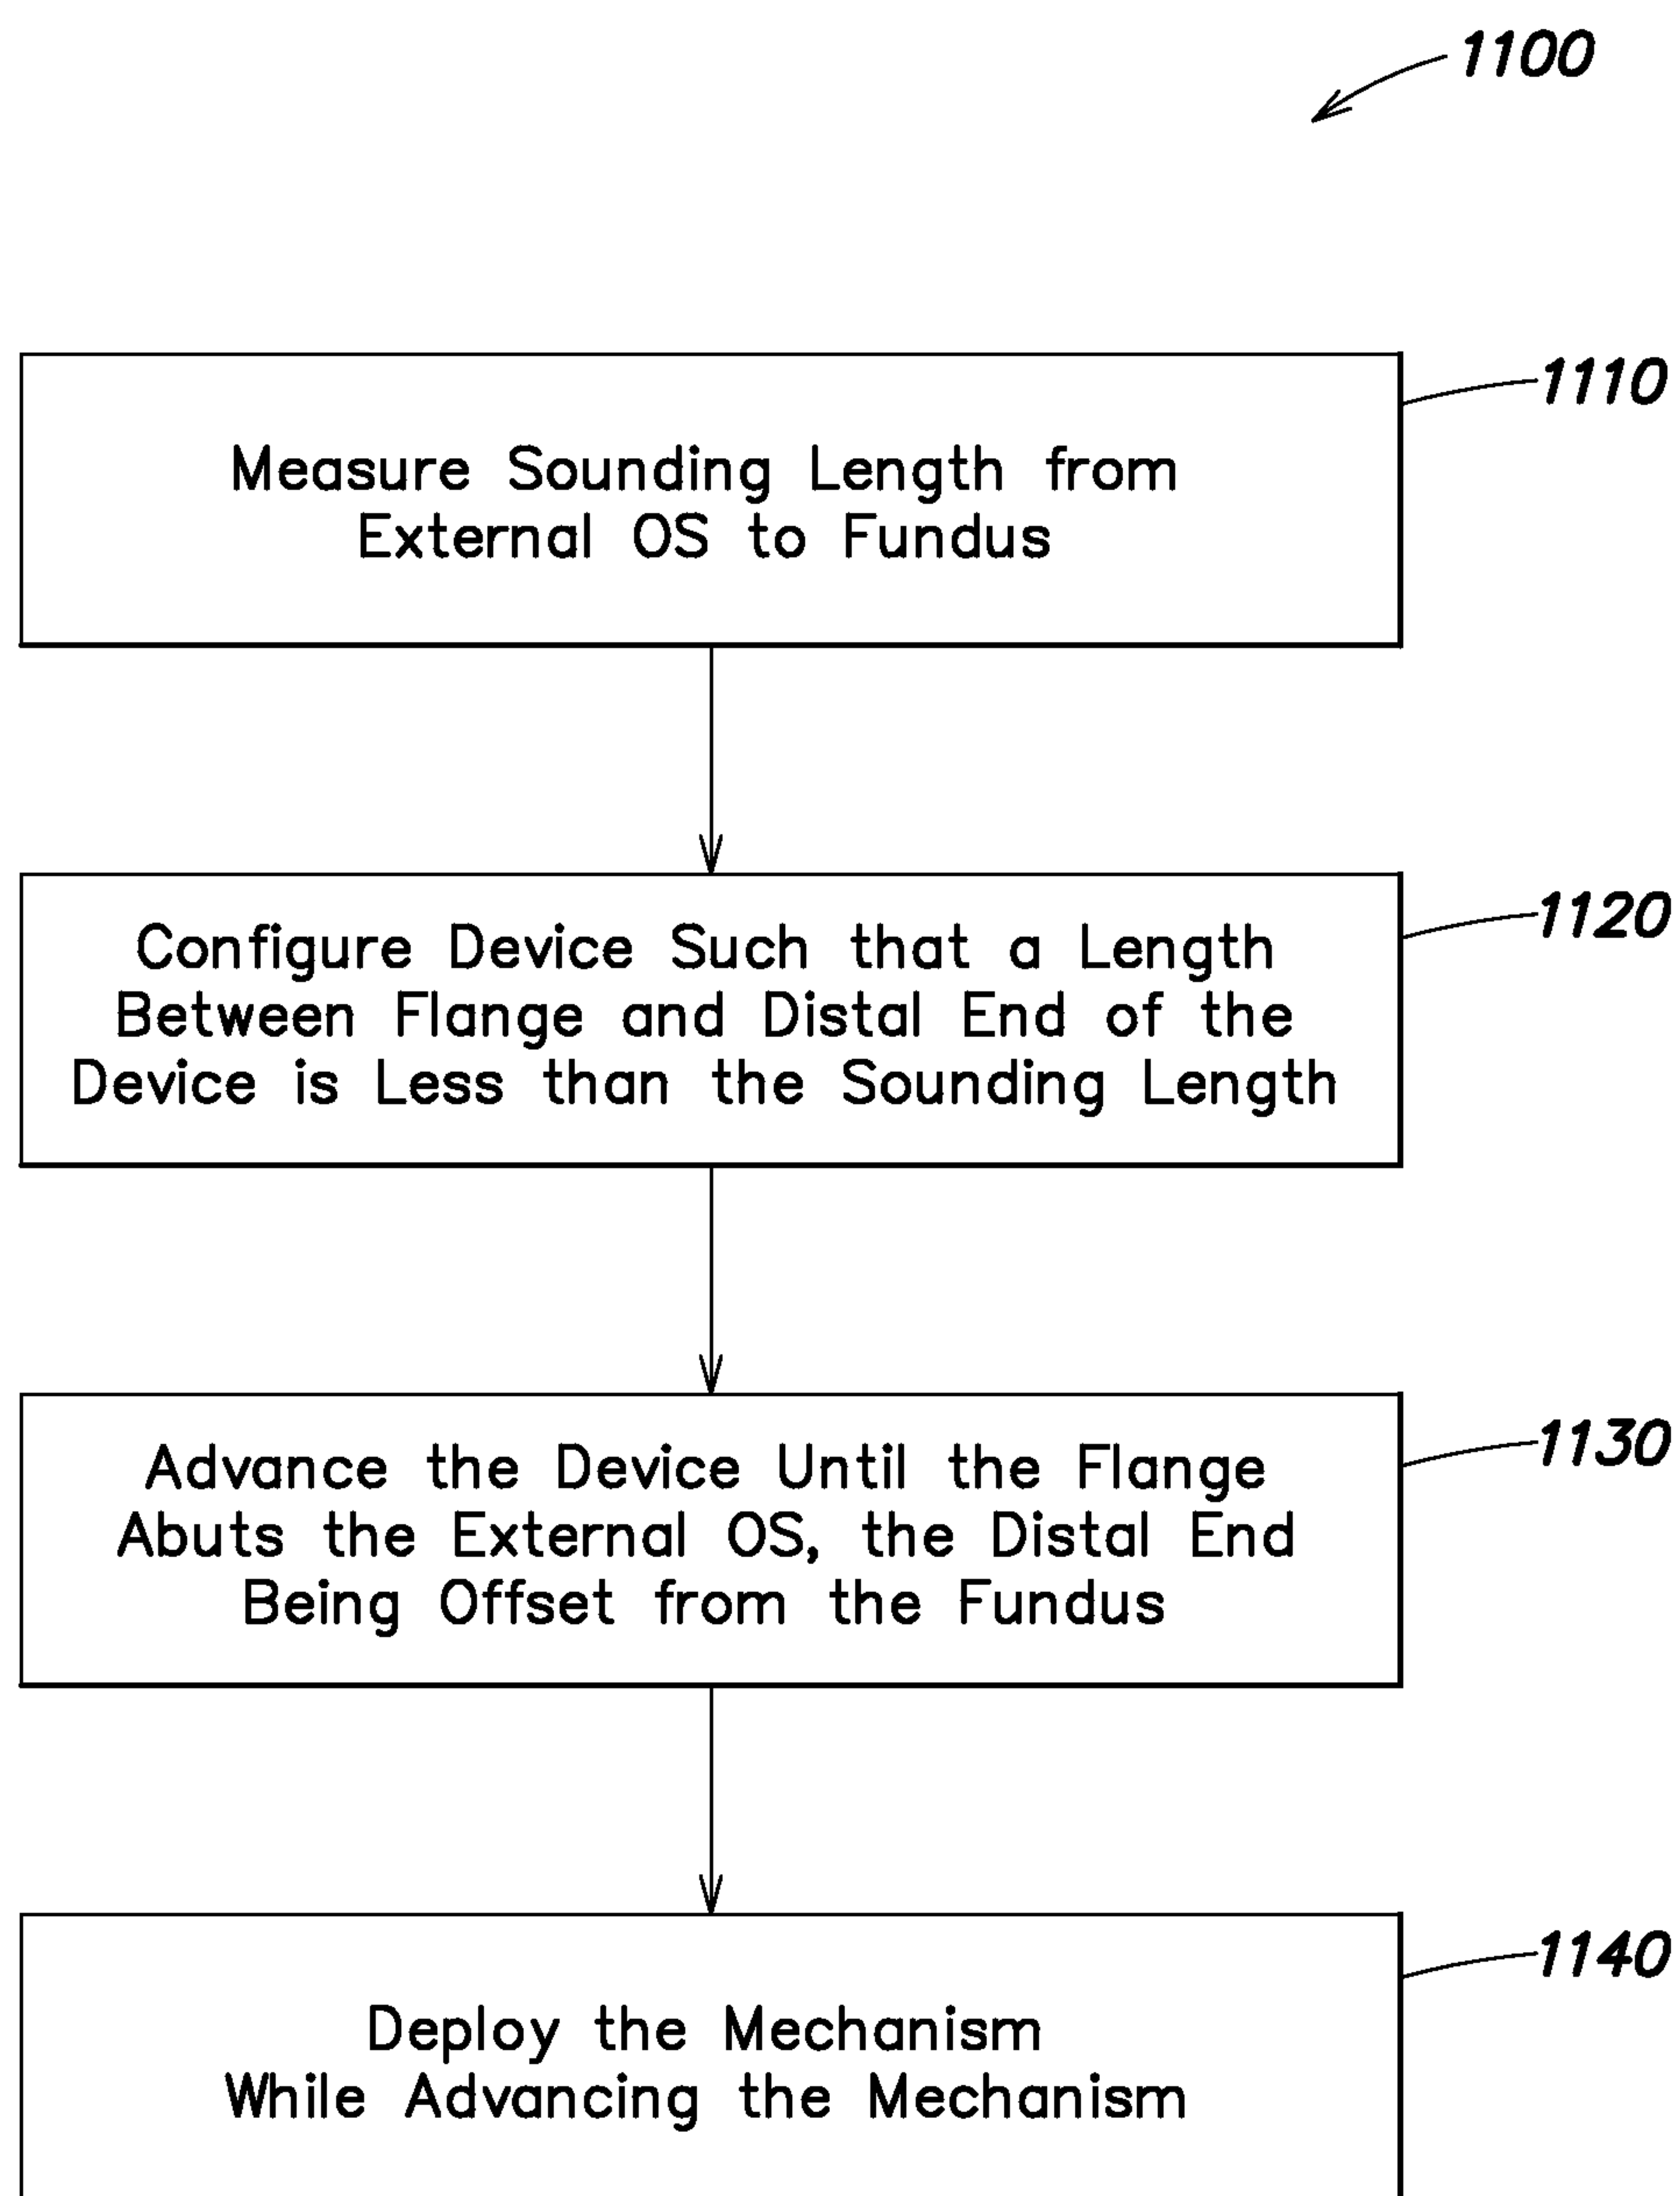 1100
1110
Measure Sounding Length from
External OS to Fundus
1120
Configure Device Such that a Length
Between Flange and Distal End of the
Device is Less than the Sounding Length
1130
Advance the Device Until the Flange
Abuts the External OS, the Distal End
Being Offset from the Fundus
1140
Deploy the Mechanism
While Advancing the Mechanism